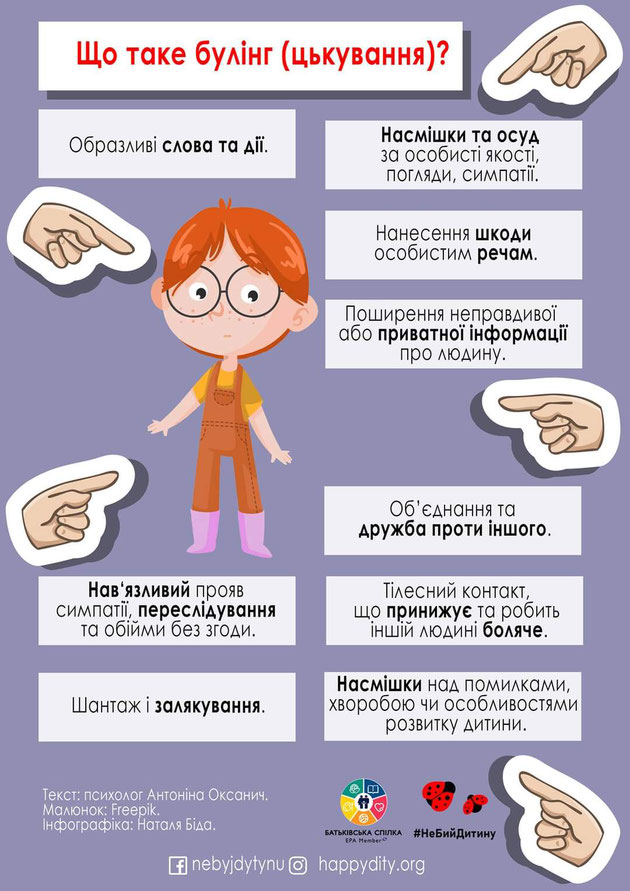 Що таке булінг (цькування)?
Образливі слова та дії.
Насмішки та осуд
за особисті якості,
погляди, симпатії.
Нанесення шкоди
особистим речам.
Поширення неправдивої
або приватної інформації
про людину.
Об’єднання та
дружба проти іншого.
Нав‘язливий прояв
симпатії, переслідування
та обійми без згоди.
Тілесний контакт,
що принижує та робить
іншій людині боляче.
Шантаж і залякування.
Насмішки над помилками,
хворобою чи особливостями
розвитку дитини.
Текст: психолог Антоніна Оксанич.
Малюнок: Freepik.
Інфографіка: Наталя Біда.
БАТЬКІВСЬКА СПІЛКА
EPA Member
#НеБийДитину
nebyjdytynu happydity.org